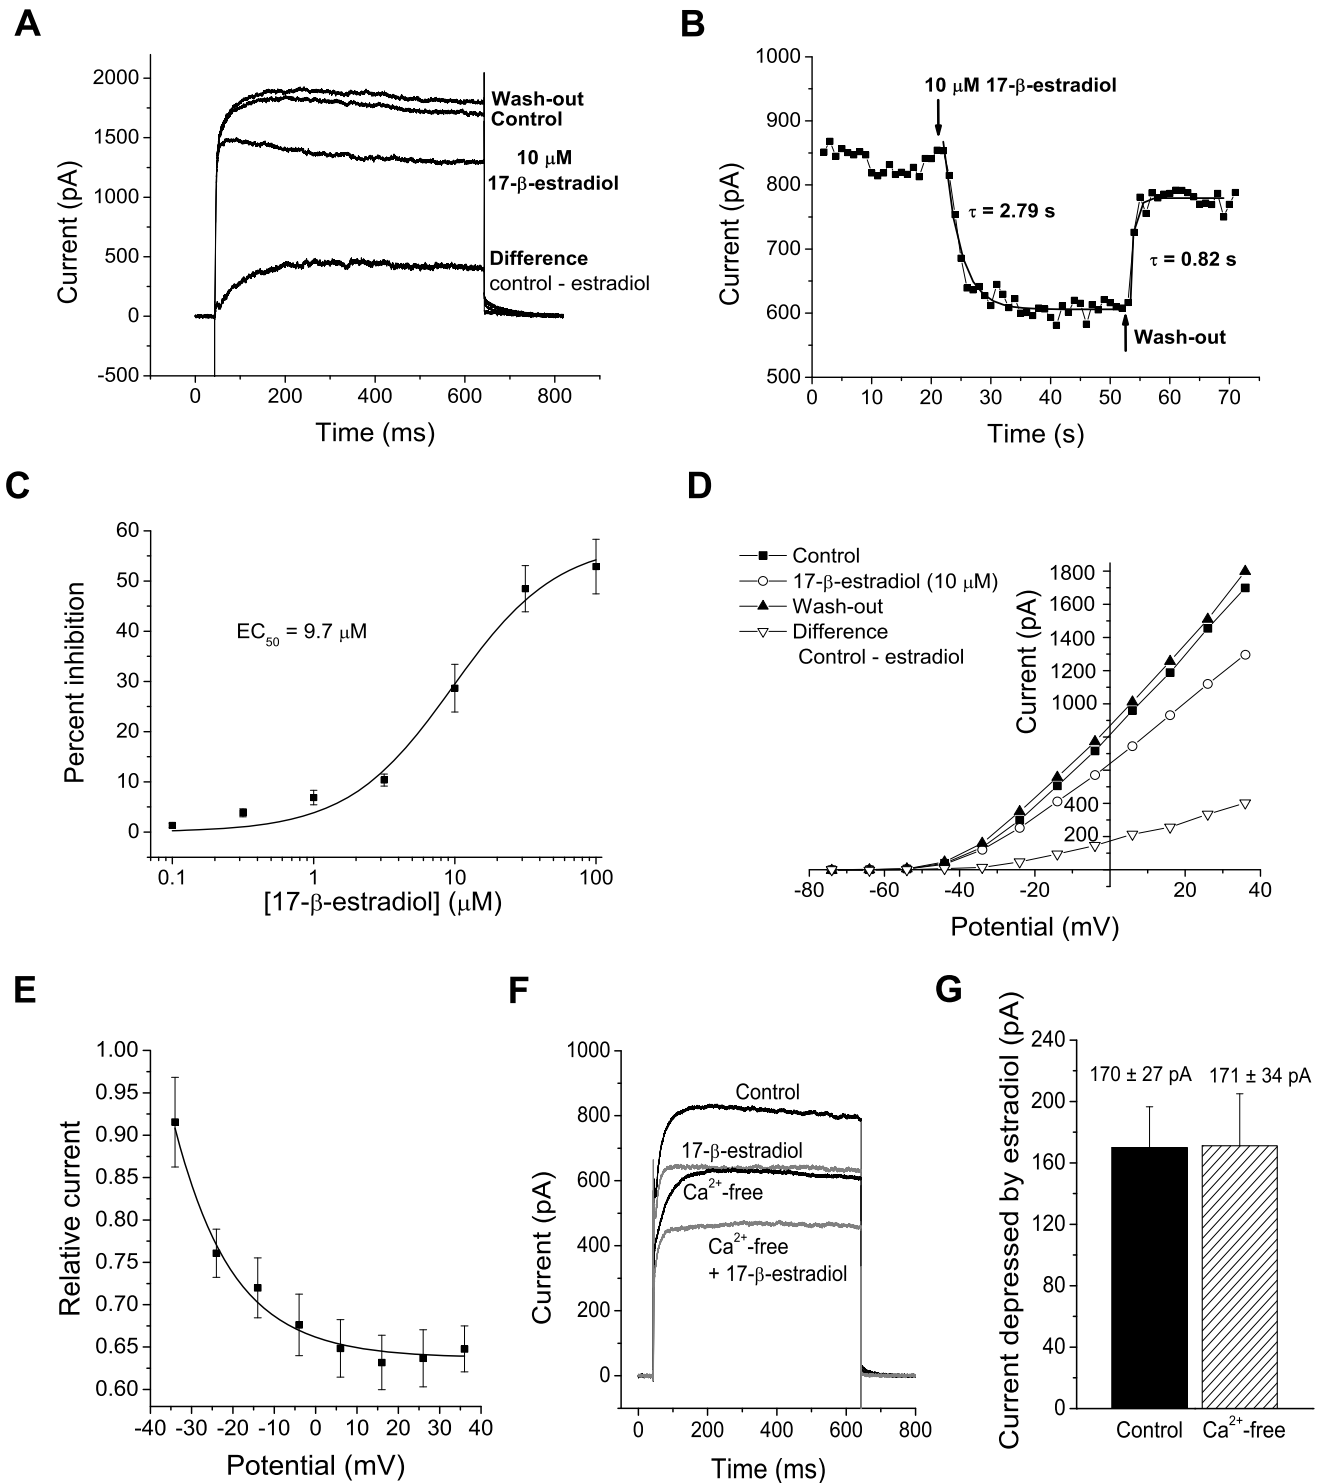 A
2000
1500
1000
500
0
-500
Current (pA)
0 200 400 600 800
Time (ms)
Wash-out
Control
10 μM
17-β-estradiol
Difference
control - estradiol
B
1000
900
800
700
600
500
Current (pA)
0 10 20 30 40 50 60 70
Time (s)
10 μM 17-β-estradiol
τ = 2.79 s
τ = 0.82 s
Wash-out
C
60
50
40
30
20
10
0
Percent inhibition
EC50 = 9.7 μM
0.1 1 10 100
[17-β-estradiol] (μM)
D
Control
17-β-estradiol (10 μM)
Wash-out
Difference
Control - estradiol
Current (pA)
1800
1600
1400
1200
1000
400
200
-80 -60 -40 -20 20 40
Potential (mV)
E
1.00
0.95
0.90
0.85
0.80
0.75
0.70
0.65
0.60
Relative current
-40 -30 -20 -10 0 10 20 30 40
Potential (mV)
F
1000
800
600
400
200
0
Current (pA)
Control
17-β-estradiol
Ca2+-free
Ca2+-free
+ 17-β-estradiol
0 200 400 600 800
Time (ms)
G
Current depressed by estradiol (pA)
240
200
160
120
80
40
0
170 ± 27 pA 171 ± 34 pA
Control Ca2+-free